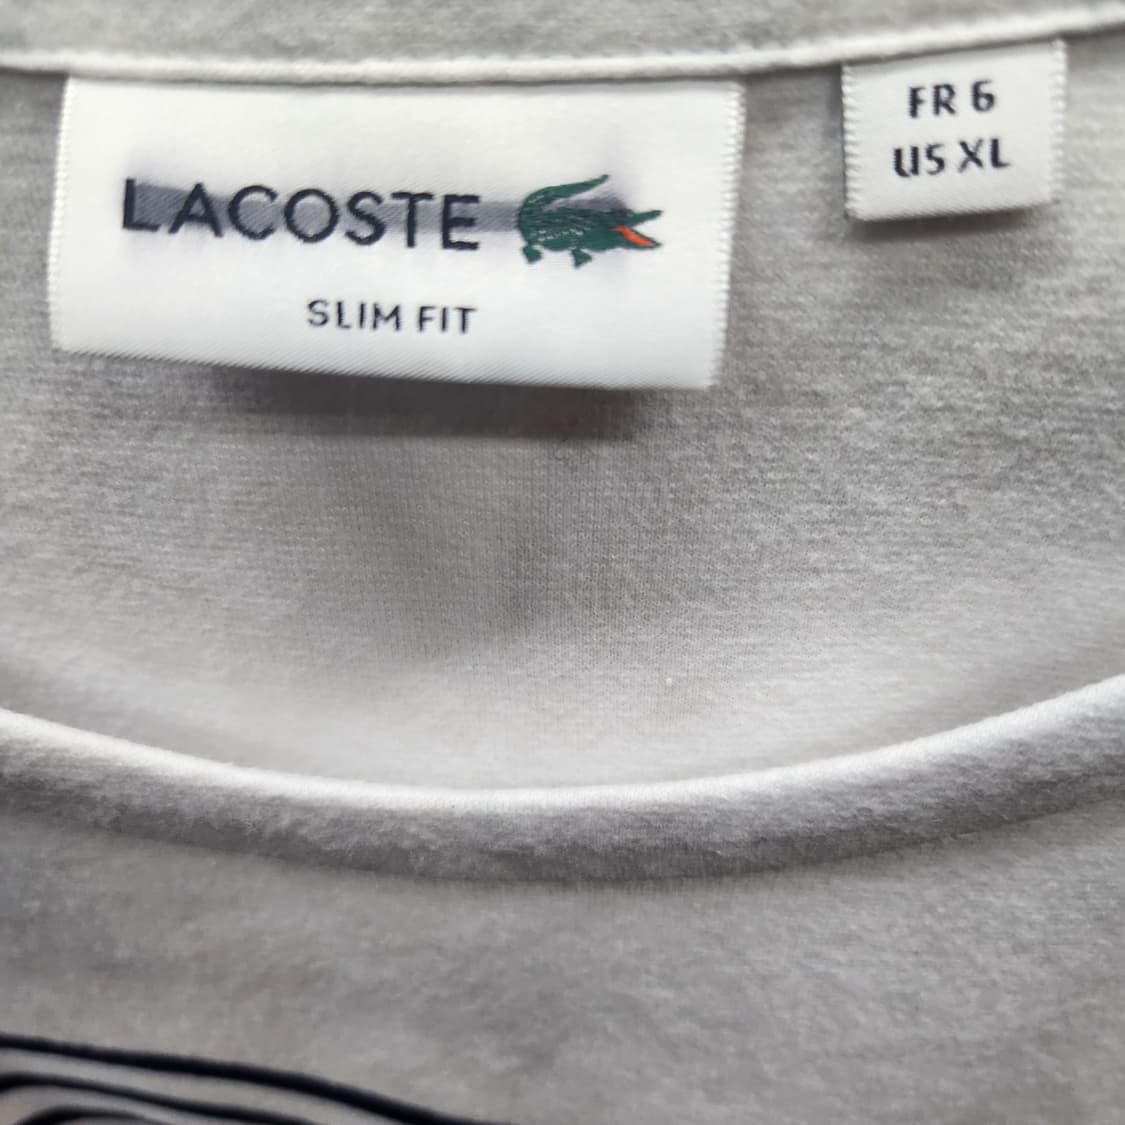 LACOSTE
SLIM FIT
FR 6
US XL